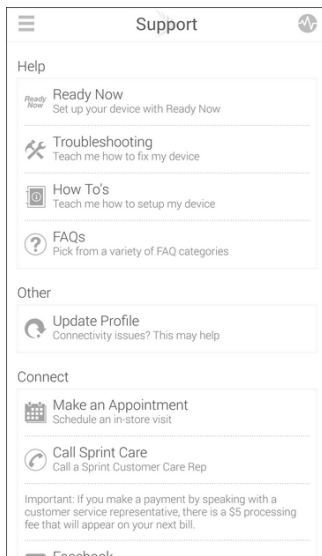 Support
Help
Ready Now
Ready Now
Set up your device with Ready Now
Troubleshooting
Teach me how to fix my device
How To's
Teach me how to setup my device
FAQs
Pick from a variety of FAQ categories
Other
Update Profile
Connectivity issues? This may help
Connect
Make an Appointment
Schedule an in-store visit
Call Sprint Care
Call a Sprint Customer Care Rep
Important: If you make a payment by speaking with a
customer service representative, there is a $5 processing
fee that will appear on your next bill.
Facebook